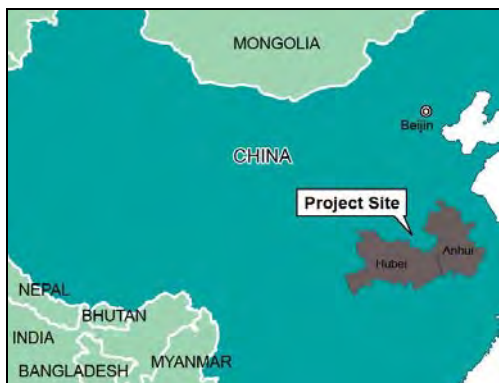 MONGOLIA
Beijin
CHINA
Project Site
Anhui
Hubei
NEPAL
BHUTAN
INDIA
MYANMAR
BANGLADESH